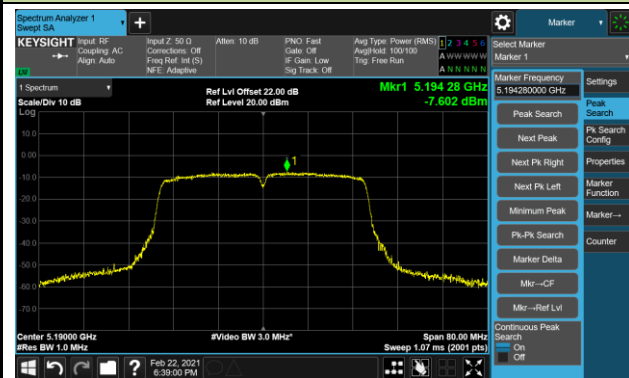 Spectrum Analyzer 1
Swept SA
+
Marker
KEYSIGHT
Input: RF
Coupling: AC
Align: Auto
Input Z: 50 Ω
Corrections: Off
Freq Ref: Int (S)
NFE: Adaptive
Atten: 10 dB
PNO: Fast
Gate: Off
IF Gain: Low
Sig Track: Off
Avg Type: Power (RMS)
Avg|Hold: 100/100
Trig: Free Run
1 2 3 4 5 6
A W W W W W
A N N N N N
Select Marker
Marker 1
1 Spectrum
Scale/Div 10 dB
Log
Ref Lvl Offset 22.00 dB
Ref Level 20.00 dBm
Mkr1 5.194 28 GHz
-7.602 dBm
10.0
0.00
-10.0
-20.0
-30.0
-40.0
-50.0
-60.0
-70.0
1
Center 5.19000 GHz
#Res BW 1.0 MHz
#Video BW 3.0 MHz*
Span 80.00 MHz
Sweep 1.07 ms (2001 pts)
Marker Frequency
5.194280000 GHz
Peak Search
Next Peak
Next Pk Right
Next Pk Left
Minimum Peak
Pk-Pk Search
Marker Delta
Mkr→CF
Mkr→Ref Lvl
Continuous Peak
Search
On
Off
Settings
Peak
Search
Pk Search
Config
Properties
Marker
Function
Marker→
Counter
?
Feb 22, 2021
6:39:00 PM